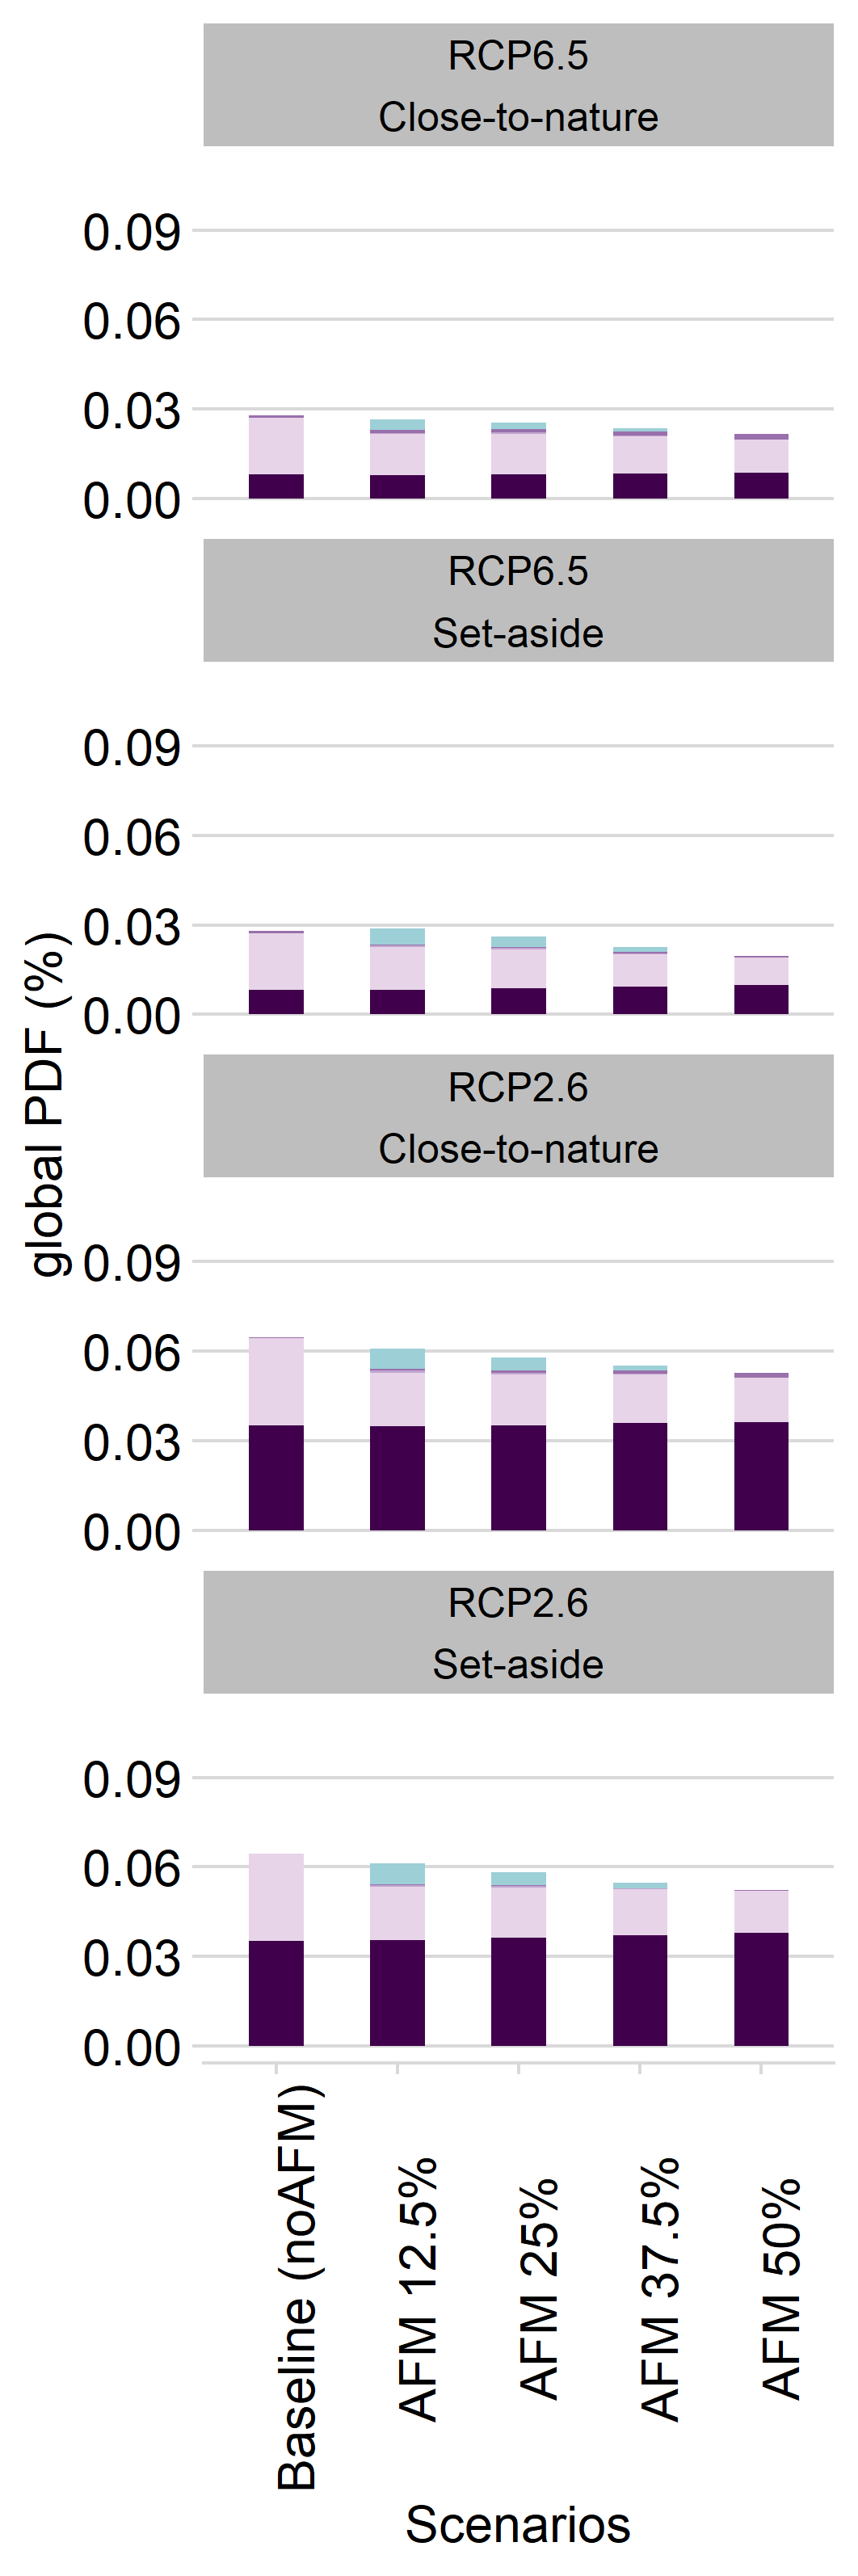 RCP6.5
Close-to-nature
0.09
0.06
0.03
0.00
RCP6.5
Set-aside
0.09
0.06
0.03
0.00
RCP2.6
Close-to-nature
0.09
0.06
0.03
0.00
RCP2.6
Set-aside
0.09
0.06
0.03
0.00
global PDF (%)
Baseline (noAFM)
AFM 12.5%
AFM 25%
AFM 37.5%
AFM 50%
Scenarios